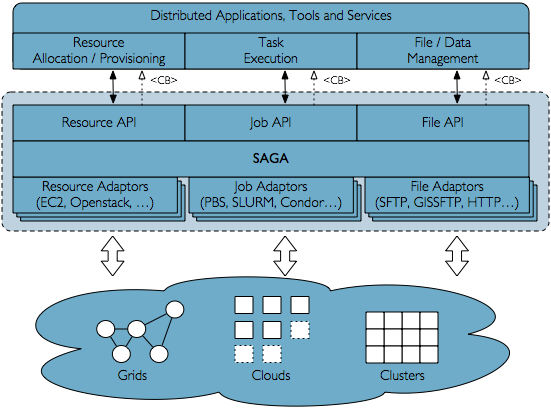 Distributed Applications, Tools and Services
Resource
Allocation / Provisioning
Task
Execution
File / Data
Management
<CB>
<CB>
<CB>
Resource API
Job API
File API
SAGA
Resource Adaptors
(EC2, Openstack, …)
Job Adaptors
(PBS, SLURM, Condor…)
File Adaptors
(SFTP, GISSFTP, HTTP…)
Grids
Clouds
Clusters